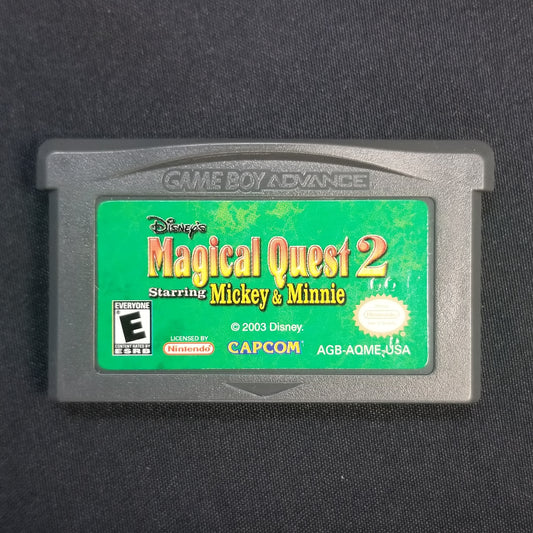 GAME BOY ADVANCE
Disney's
Magical Quest 2
Starring Mickey & Minnie
EVERYONE
E
CONTENT RATED BY
ESRB
© 2003 Disney.
LICENSED BY
Nintendo
CAPCOM
AGB-AQME-USA